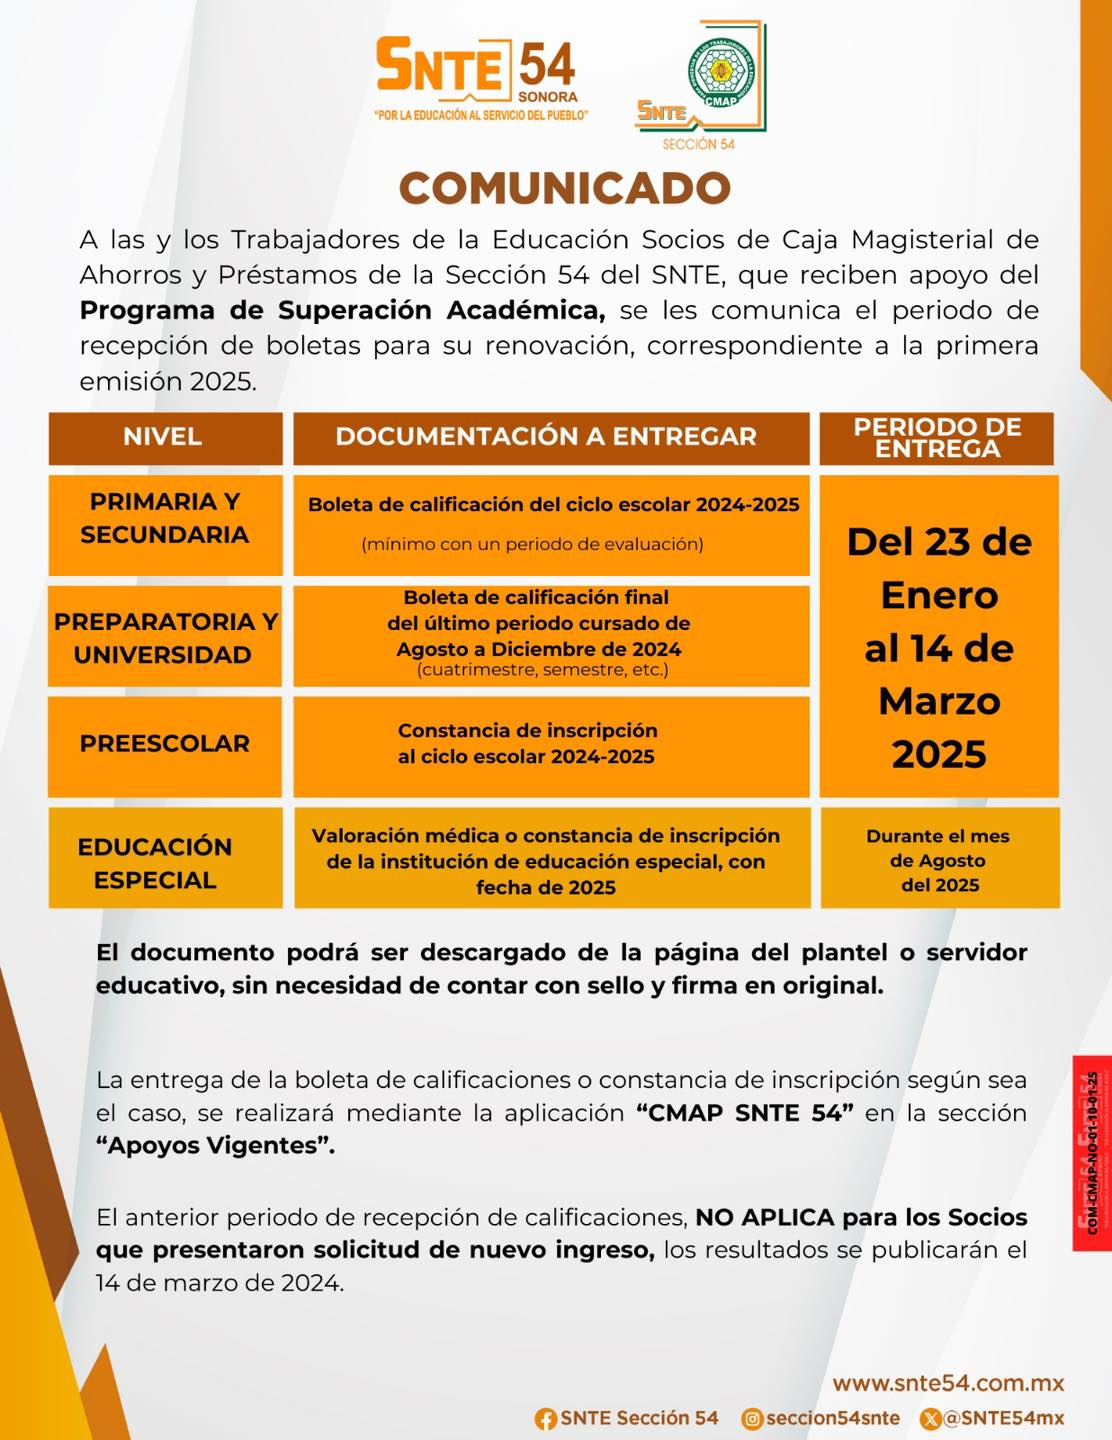 SNTE 54
SONORA
"POR LA EDUCACIÓN AL SERVICIO DEL PUEBLO"
CMAP
SNTE
SECCIÓN 54
COMUNICADO
A las y los Trabajadores de la Educación Socios de Caja Magisterial de
Ahorros y Préstamos de la Sección 54 del SNTE, que reciben apoyo del
Programa de Superación Académica, se les comunica el periodo de
recepción de boletas para su renovación, correspondiente a la primera
emisión 2025.
NIVEL
DOCUMENTACIÓN A ENTREGAR
PERIODO DE
ENTREGA
PRIMARIA Y
SECUNDARIA
Boleta de calificación del ciclo escolar 2024-2025
(mínimo con un periodo de evaluación)
Del 23 de
Enero
al 14 de
Marzo
2025
PREPARATORIA Y
UNIVERSIDAD
Boleta de calificación final
del último periodo cursado de
Agosto a Diciembre de 2024
(cuatrimestre, semestre, etc.)
PREESCOLAR
Constancia de inscripción
al ciclo escolar 2024-2025
EDUCACIÓN
ESPECIAL
Valoración médica o constancia de inscripción
de la institución de educación especial, con
fecha de 2025
Durante el mes
de Agosto
del 2025
El documento podrá ser descargado de la página del plantel o servidor
educativo, sin necesidad de contar con sello y firma en original.
La entrega de la boleta de calificaciones o constancia de inscripción según sea
el caso, se realizará mediante la aplicación "CMAP SNTE 54" en la sección
"Apoyos Vigentes".
El anterior periodo de recepción de calificaciones, NO APLICA para los Socios
que presentaron solicitud de nuevo ingreso, los resultados se publicarán el
14 de marzo de 2024.
COM-CMAP-NO-01-10-01-25
www.snte54.com.mx
SNTE Sección 54 seccion54snte @SNTE54mx